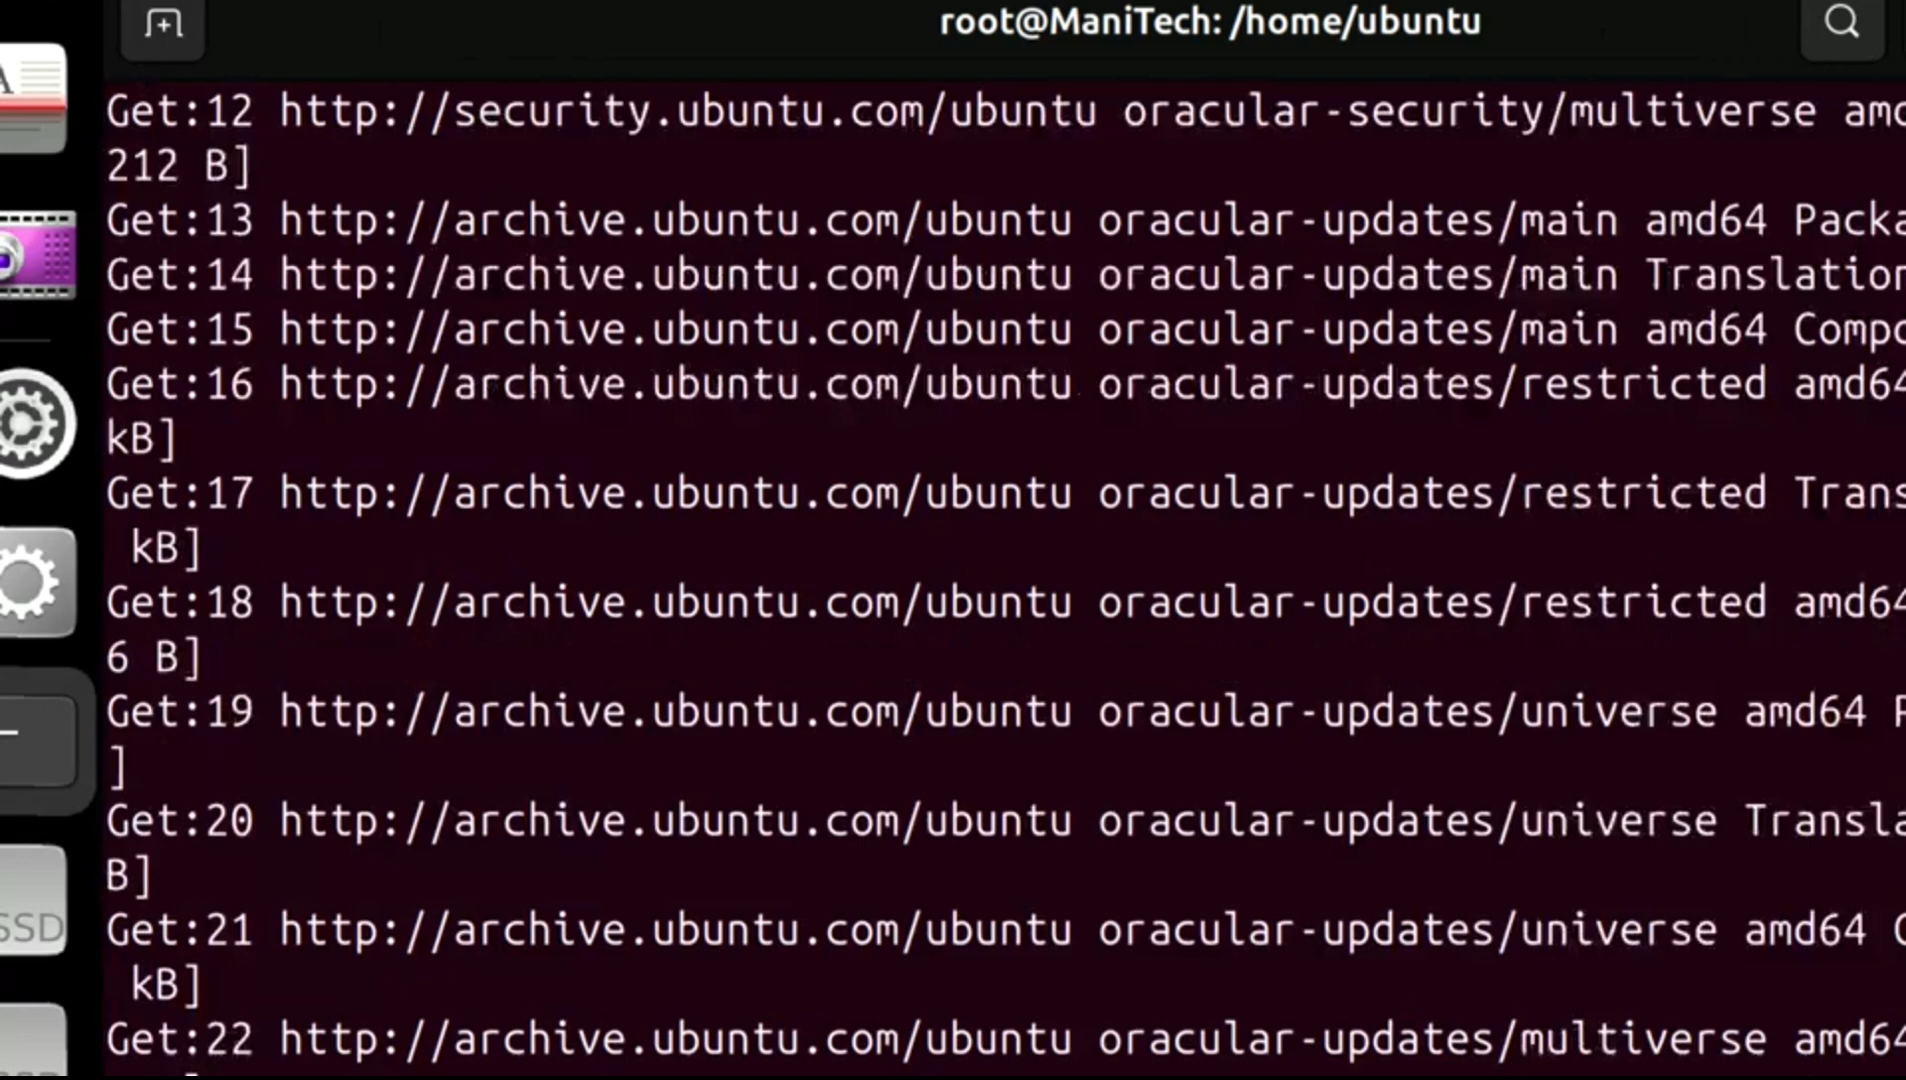 root@ManiTech: /home/ubuntu
Get:12 http://security.ubuntu.com/ubuntu oracular-security/multiverse
212 B]
Get:13 http://archive.ubuntu.com/ubuntu oracular-updates/main amd64
Get:14 http://archive.ubuntu.com/ubuntu oracular-updates/main Translation
Get:15 http://archive.ubuntu.com/ubuntu oracular-updates/main amd64
Get:16 http://archive.ubuntu.com/ubuntu oracular-updates/restricted amd64
kB]
Get:17 http://archive.ubuntu.com/ubuntu oracular-updates/restricted
kB]
Get:18 http://archive.ubuntu.com/ubuntu oracular-updates/restricted amd64
6 B]
Get:19 http://archive.ubuntu.com/ubuntu oracular-updates/universe amd64
]
Get:20 http://archive.ubuntu.com/ubuntu oracular-updates/universe
B]
Get:21 http://archive.ubuntu.com/ubuntu oracular-updates/universe amd64
kB]
Get:22 http://archive.ubuntu.com/ubuntu oracular-updates/multiverse amd64
SSD